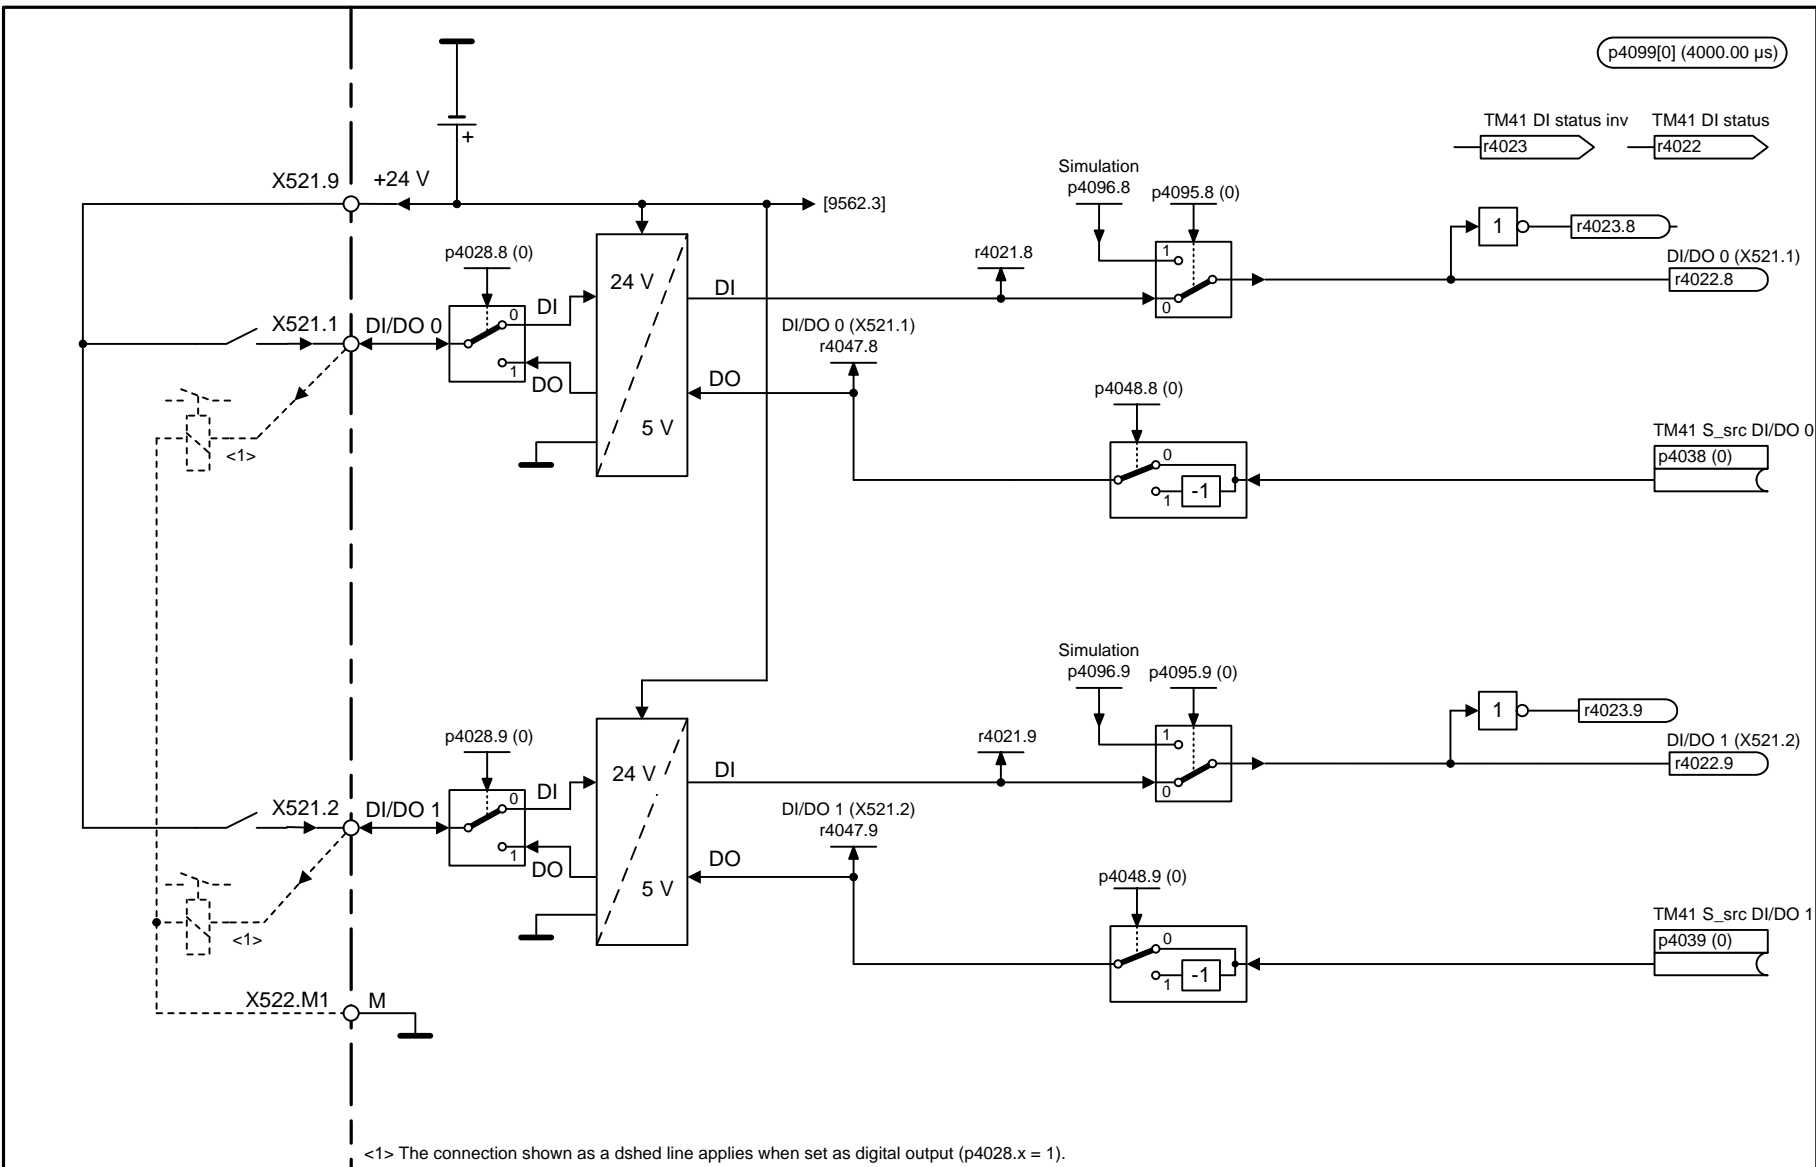 p4099[0] (4000.00 µs)
TM41 DI status inv
TM41 DI status
r4023
r4022
+
Simulation
p4096.8
p4095.8 (0)
X521.9
+24 V
[9562.3]
1
r4023.8
p4028.8 (0)
r4021.8
1
DI/DO 0 (X521.1)
24 V
DI
r4022.8
DI
0
0
X521.1
DI/DO 0
DI/DO 0 (X521.1)
r4047.8
1
DO
DO
p4048.8 (0)
5 V
TM41 S_src DI/DO 0
<1>
0
p4038 (0)
1
-1
Simulation
p4096.9
p4095.9 (0)
1
r4023.9
p4028.9 (0)
r4021.9
1
DI/DO 1 (X521.2)
24 V
DI
r4022.9
DI
0
0
X521.2
DI/DO 1
DI/DO 1 (X521.2)
r4047.9
1
DO
DO
p4048.9 (0)
5 V
TM41 S_src DI/DO 1
<1>
0
p4039 (0)
1
-1
X522.M1
M
<1> The connection shown as a dshed line applies when set as digital output (p4028.x = 1).